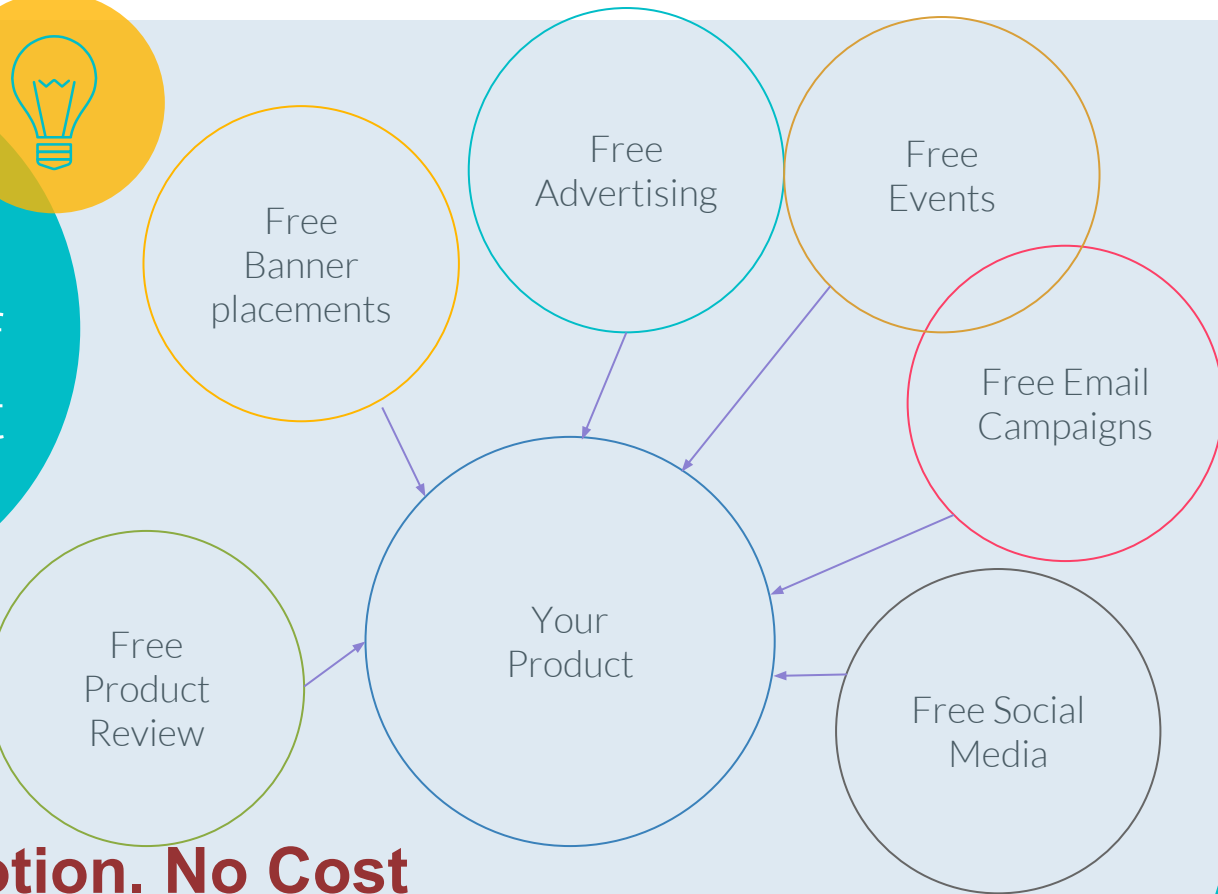 Free
Banner
placements
Free
Advertising
Free
Events
Free Email
Campaigns
Your
Product
Free
Product
Review
Free Social
Media
No Cost